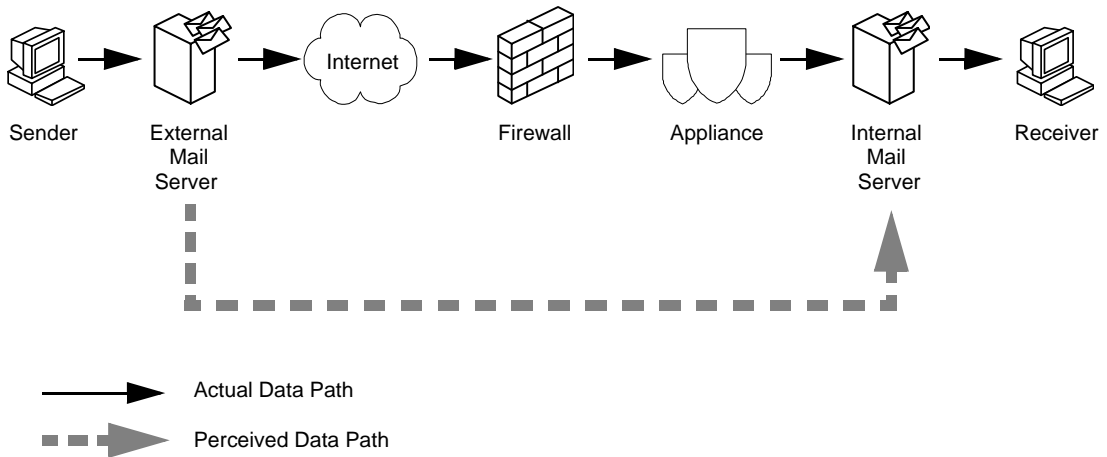 Internet
Sender
External
Mail
Server
Firewall
Appliance
Internal
Mail
Server
Receiver
Actual Data Path
Perceived Data Path